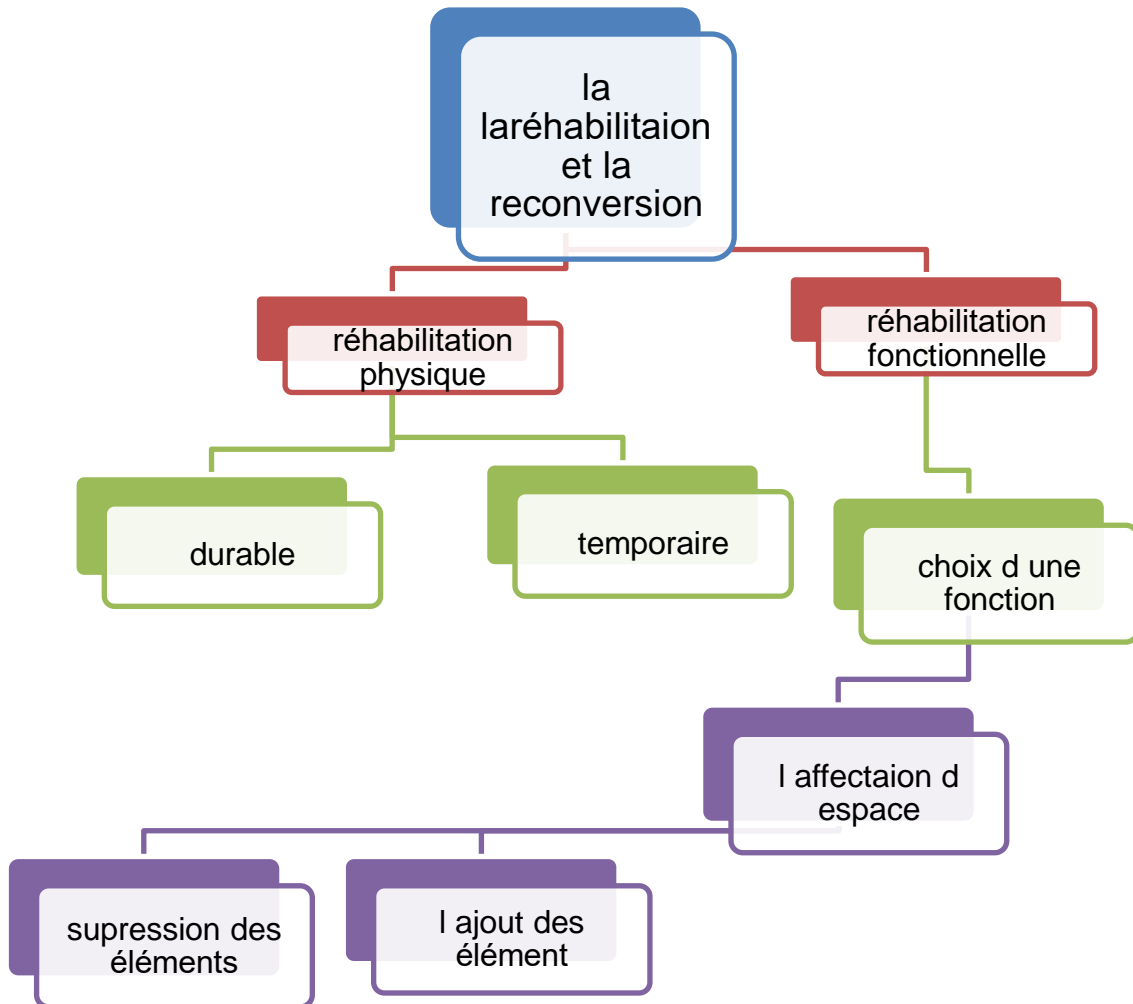 la
laréhabilitaion
et la
reconversion
réhabilitation
physique
réhabilitation
fonctionnelle
durable
temporaire
choix d une
fonction
l affectaion d
espace
supression des
éléments
l ajout des
élément